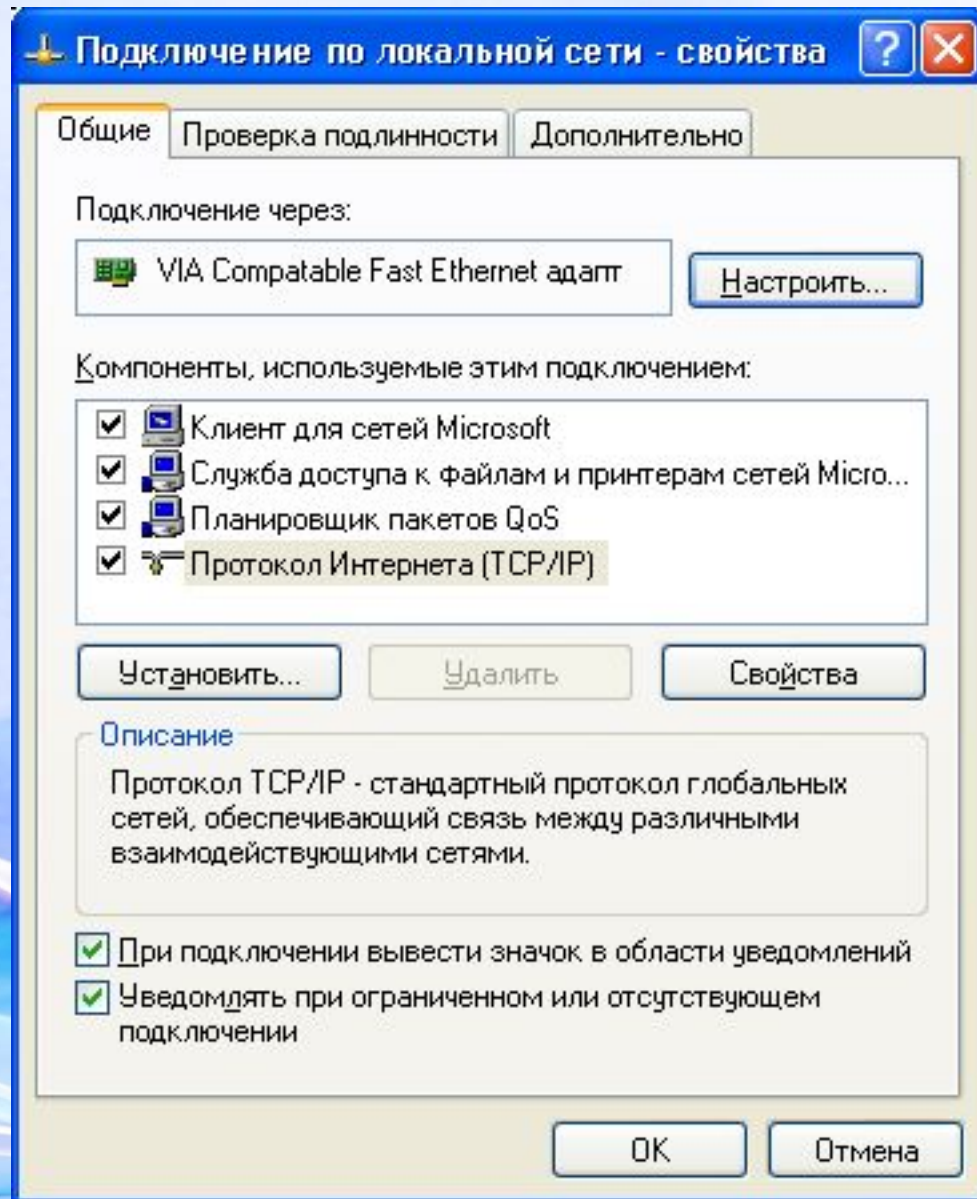 Подключение по локальной сети - свойства
Общие
Проверка подлинности
Дополнительно
Подключение через:
VIA Compatable Fast Ethernet адапт
Настроить...
Компоненты, используемые этим подключением:
Клиент для сетей Microsoft
Служба доступа к файлам и принтерам сетей Micro...
Планировщик пакетов QoS
Протокол Интернета (TCP/IP)
Установить...
Удалить
Свойства
Описание
Протокол TCP/IP - стандартный протокол глобальных
сетей, обеспечивающий связь между различными
взаимодействующими сетями.
При подключении вывести значок в области уведомлений
Уведомлять при ограниченном или отсутствующем
подключении
OK
Отмена